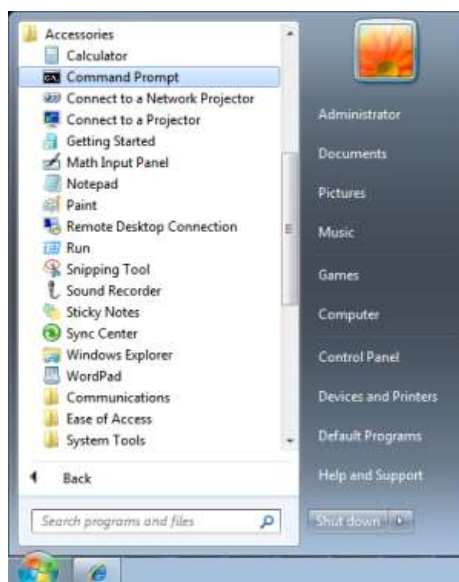 Accessories
Calculator
Command Prompt
Connect to a Network Projector
Connect to a Projector
Getting Started
Math Input Panel
Notepad
Paint
Remote Desktop Connection
Run
Snipping Tool
Sound Recorder
Sticky Notes
Sync Center
Windows Explorer
WordPad
Communications
Ease of Access
System Tools
Back
Search programs and files
Administrator
Documents
Pictures
Music
Games
Computer
Control Panel
Devices and Printers
Default Programs
Help and Support
Shut down